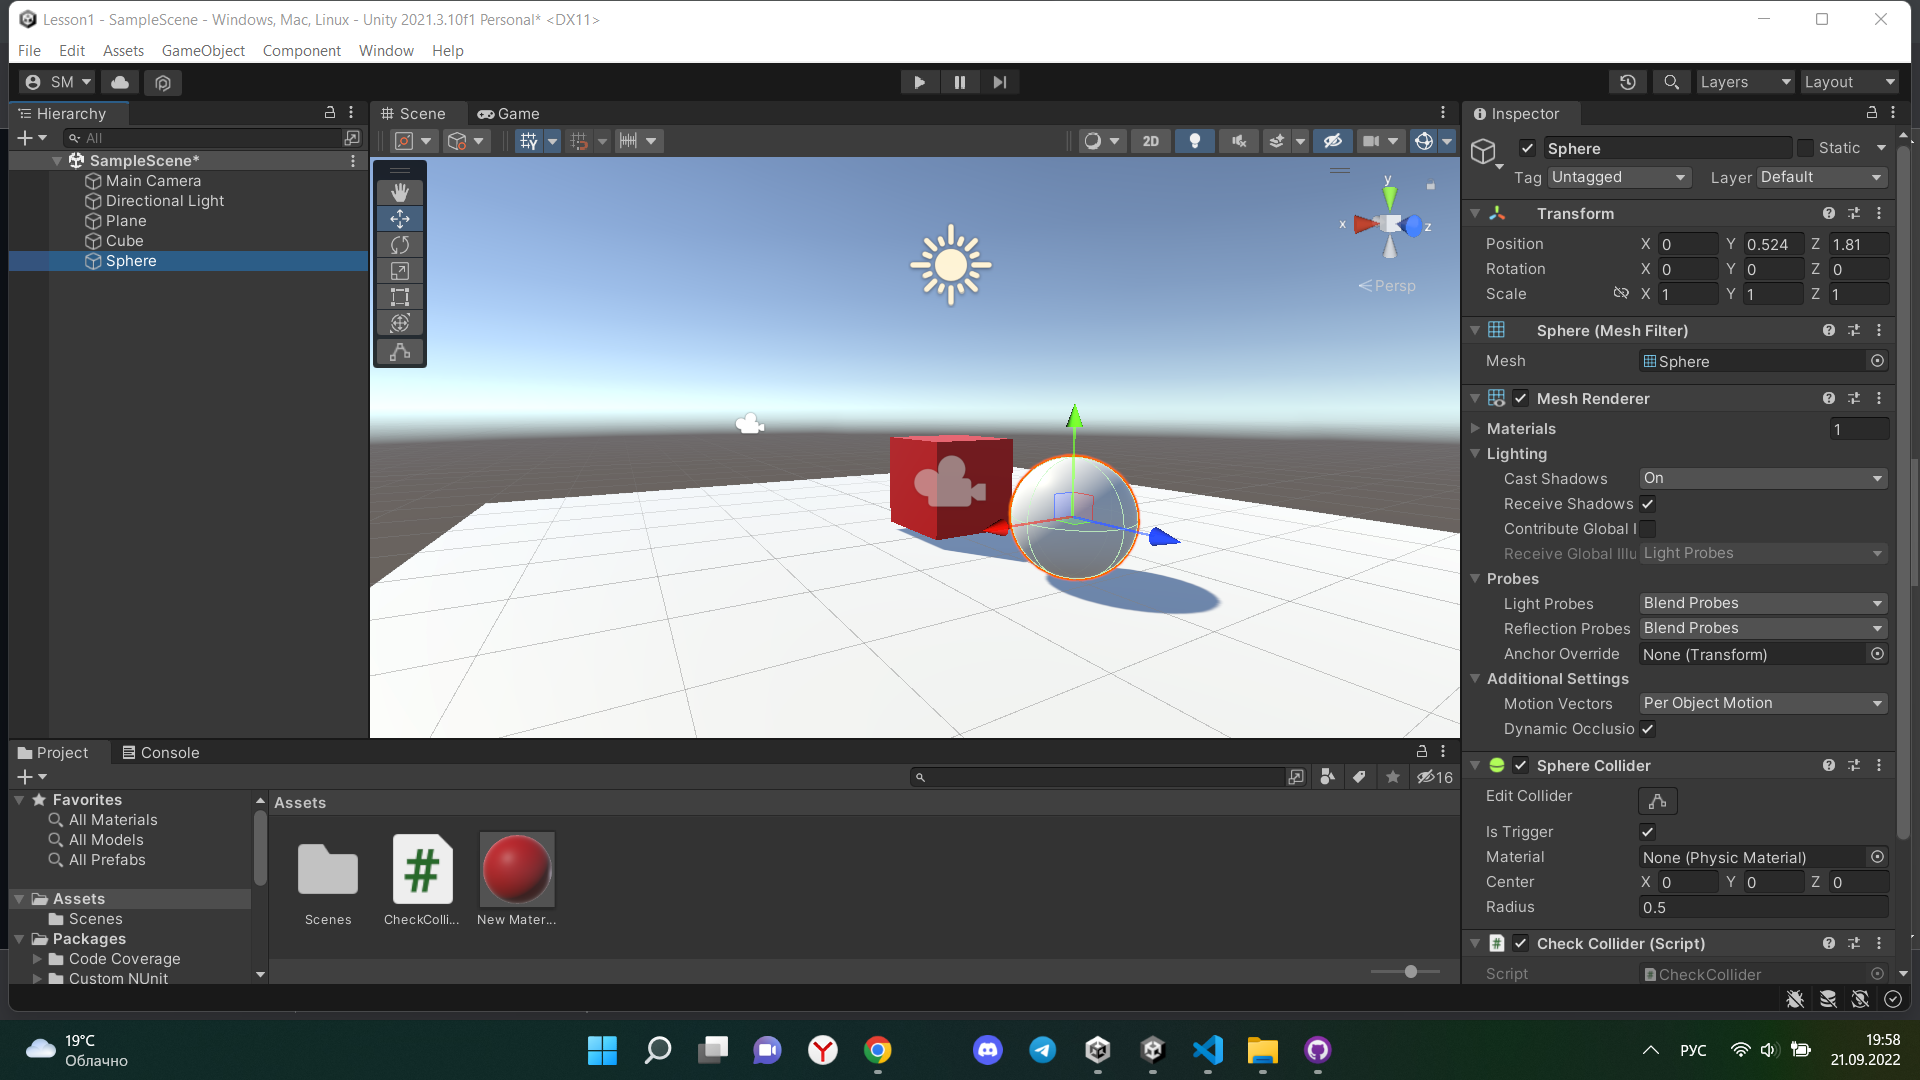 Lesson1 - SampleScene - Windows, Mac, Linux - Unity 2021.3.10f1 Personal* <DX11>
File Edit Assets GameObject Component Window Help
SM Layers Layout
Hierarchy
All
SampleScene*
Main Camera
Directional Light
Plane
Cube
Sphere
Scene Game
2D
y
x z
Persp
Inspector
Sphere Static
Tag Untagged Layer Default
Transform
Position X 0 Y 0.524 Z 1.81
Rotation X 0 Y 0 Z 0
Scale X 1 Y 1 Z 1
Sphere (Mesh Filter)
Mesh Sphere
Mesh Renderer
Materials 1
Lighting
Cast Shadows On
Receive Shadows
Contribute Global I
Receive Global Illu Light Probes
Probes
Light Probes Blend Probes
Reflection Probes Blend Probes
Anchor Override None (Transform)
Additional Settings
Motion Vectors Per Object Motion
Dynamic Occlusio
Sphere Collider
Edit Collider
Is Trigger
Material None (Physic Material)
Center X 0 Y 0 Z 0
Radius 0.5
# Check Collider (Script)
Script CheckCollider
Project Console
16
Favorites
All Materials
All Models
All Prefabs
Assets
Scenes
Packages
Code Coverage
Custom NUnit
Assets
#
Scenes CheckColli... New Mater...
19°C
Облачно
РУС
19:58
21.09.2022